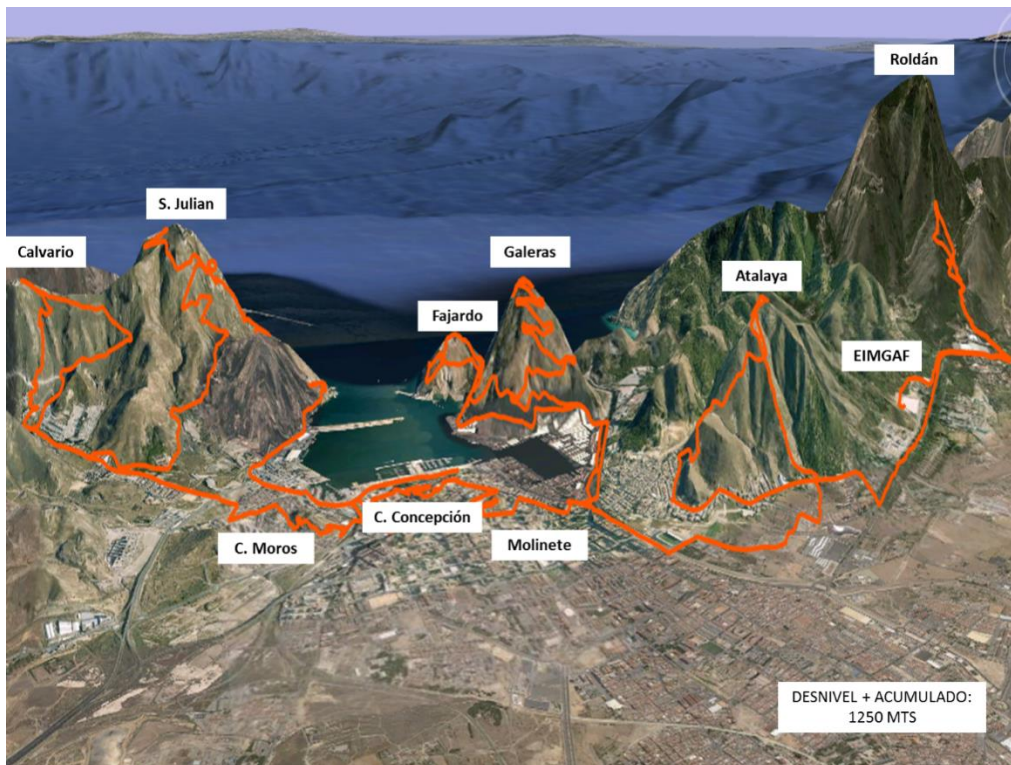 Roldán
S. Julian
Calvario
Galeras
Atalaya
Fajardo
EIMGAF
C. Concepción
C. Moros
Molinete
DESNIVEL + ACUMULADO:
1250 MTS